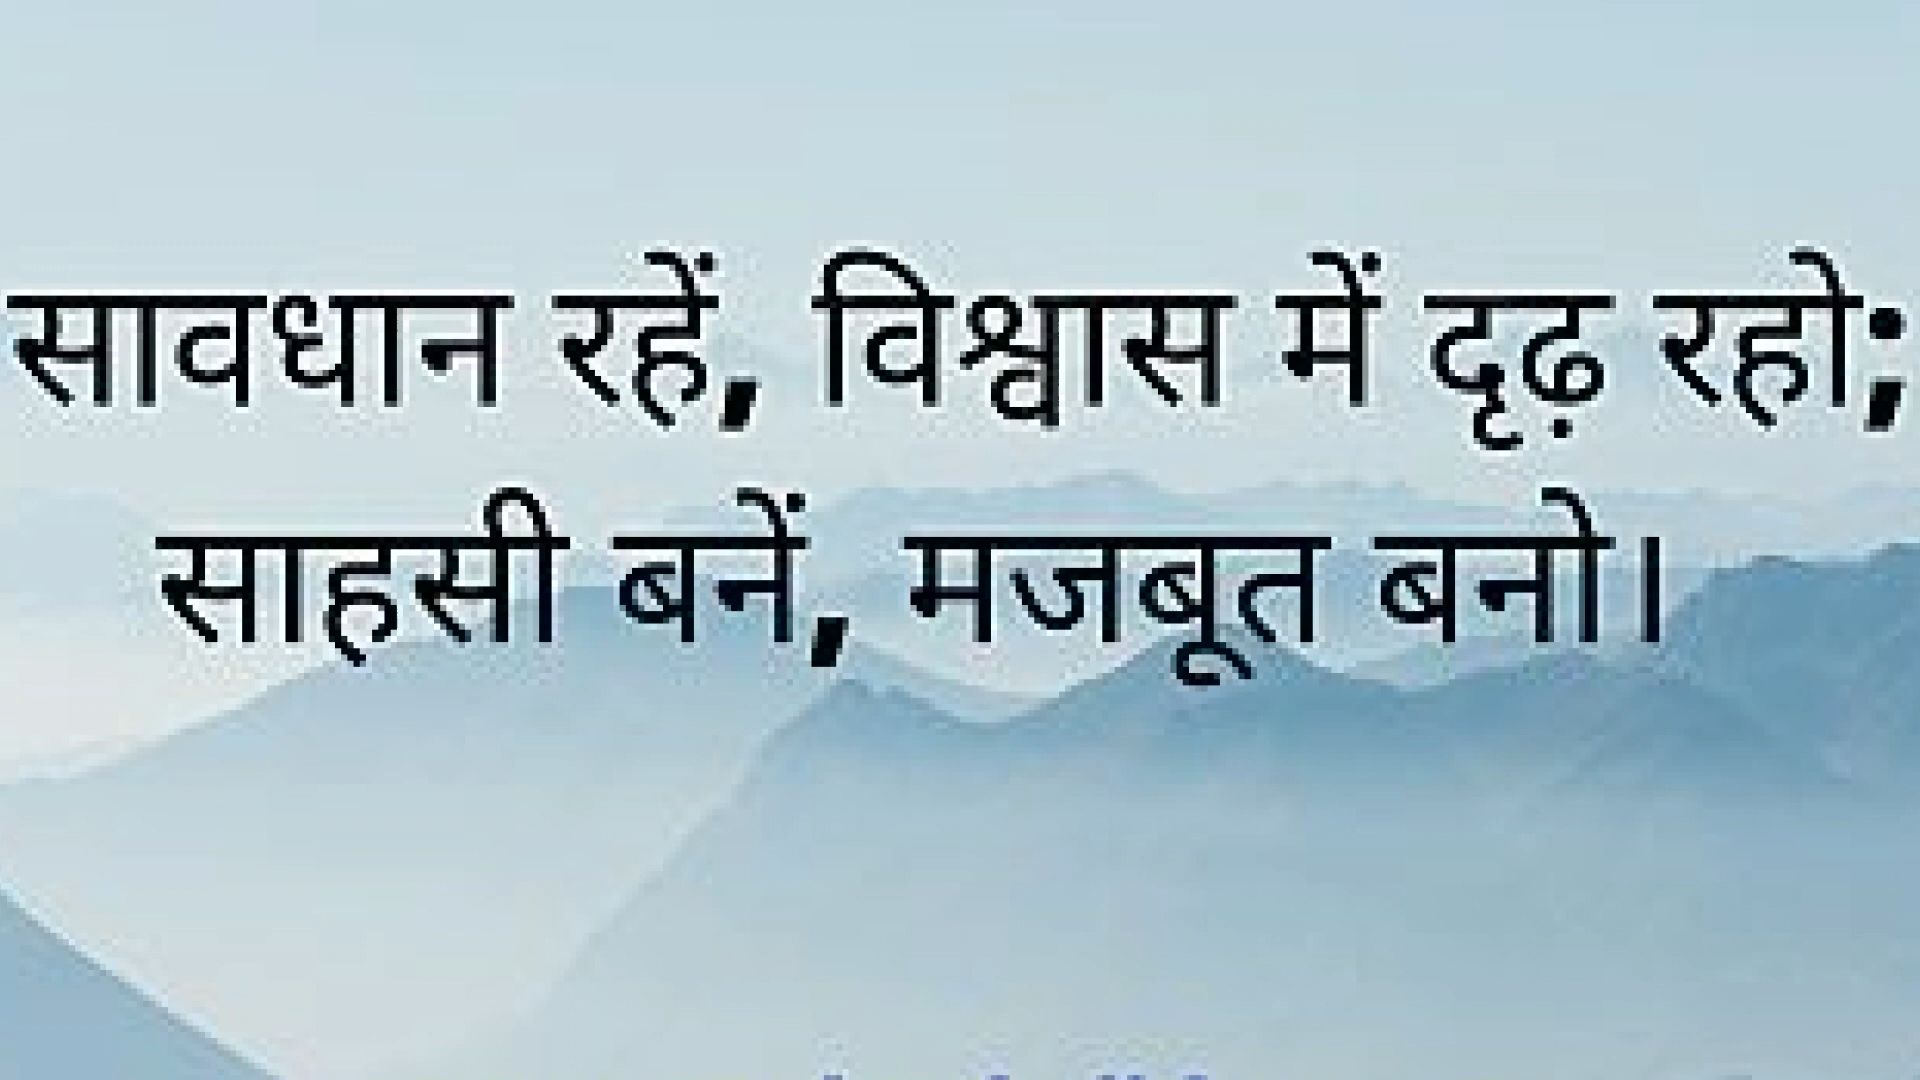 सावधान रहें, विश्वास में दृढ़ रहो;
साहसी बनें, मजबूत बनो।